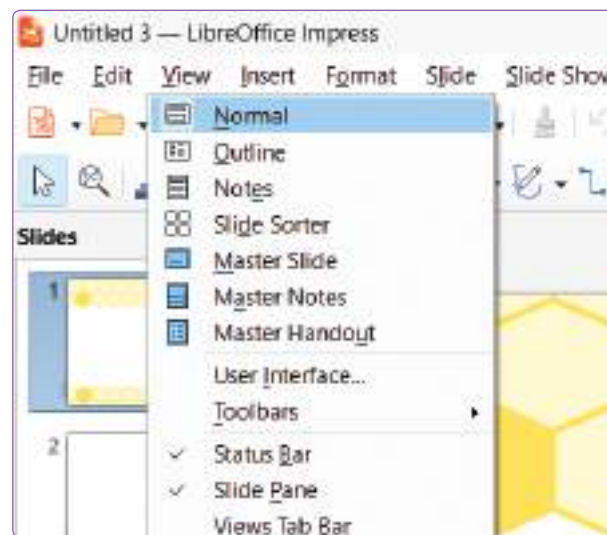 Untitled 3 — LibreOffice Impress
File Edit View Insert Format Slide Slide Show
Normal
Outline
Notes
Slide Sorter
Slides
Master Slide
1
Master Notes
Master Handout
User Interface...
Toolbars
2
Status Bar
Slide Pane
Views Tab Bar